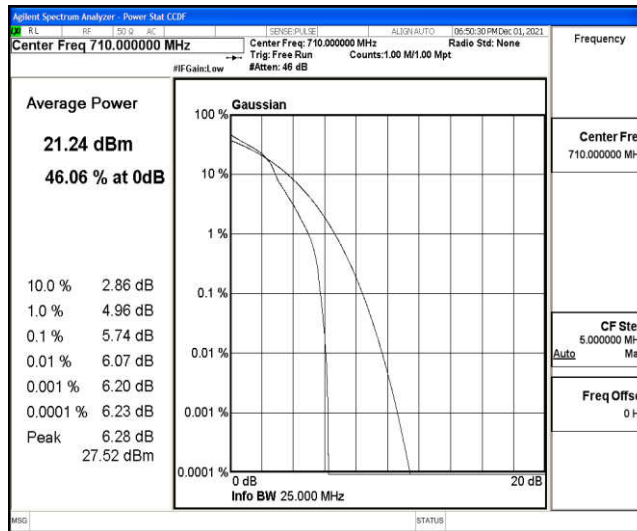 Agilent Spectrum Analyzer - Power Stat CCDF
RL RF 50 Ω AC SENSE:PULSE ALIGN AUTO 06:50:30 PM Dec 01, 2021
Center Freq 710.000000 MHz
Center Freq: 710.000000 MHz Radio Std: None
Trig: Free Run Counts:1.00 M/1.00 Mpt
#IFGain:Low #Atten: 46 dB
Frequency
Average Power
21.24 dBm
46.06 % at 0dB
10.0 % 2.86 dB
1.0 % 4.96 dB
0.1 % 5.74 dB
0.01 % 6.07 dB
0.001 % 6.20 dB
0.0001 % 6.23 dB
Peak 6.28 dB
27.52 dBm
Gaussian
100 %
10 %
1 %
0.1 %
0.01 %
0.001 %
0.0001 %
0 dB 20 dB
Info BW 25.000 MHz
Center Fre
710.000000 MH
CF Ste
5.000000 MH
Auto Ma
Freq Offs
0 H
MSG STATUS